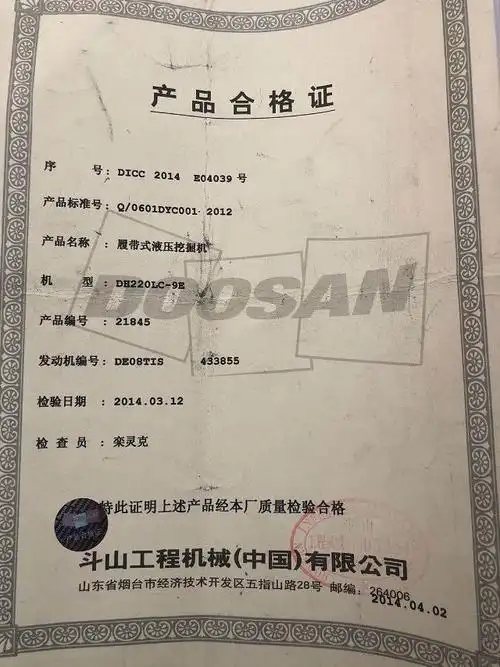 产品合格证
序 号: DICC 2014 E04039 号
产品标准号: Q/0601DYC001-2012
产品名称 : 履带式液压挖掘机
机 型 : DH220LC-9E
DOOSAN
产品编号 : 21845
发动机编号: DE08TIS 433855
检验日期 : 2014.03.12
检 查 员 : 栾灵克
特此证明上述产品经本厂质量检验合格
斗山工程机械(中国)有限公司
山东省烟台市经济技术开发区五指山路28号 邮编: 264006
2014.04.02